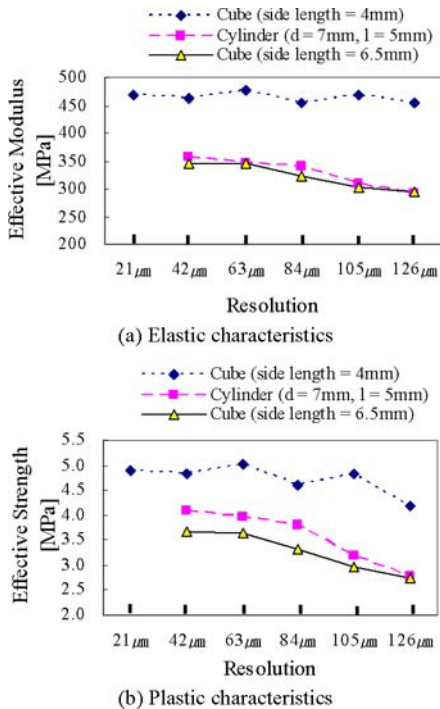 Cube (side length = 4mm)
Cylinder (d = 7mm, l = 5mm)
Cube (side length = 6.5mm)
Effective Modulus
[MPa]
500
450
400
350
300
250
200
21μm 42μm 63μm 84μm 105μm 126μm
Resolution
(a) Elastic characteristics
Cube (side length = 4mm)
Cylinder (d = 7mm, l = 5mm)
Cube (side length = 6.5mm)
Effective Strength
[MPa]
5.5
5.0
4.5
4.0
3.5
3.0
2.5
2.0
21μm 42μm 63μm 84μm 105μm 126μm
Resolution
(b) Plastic characteristics